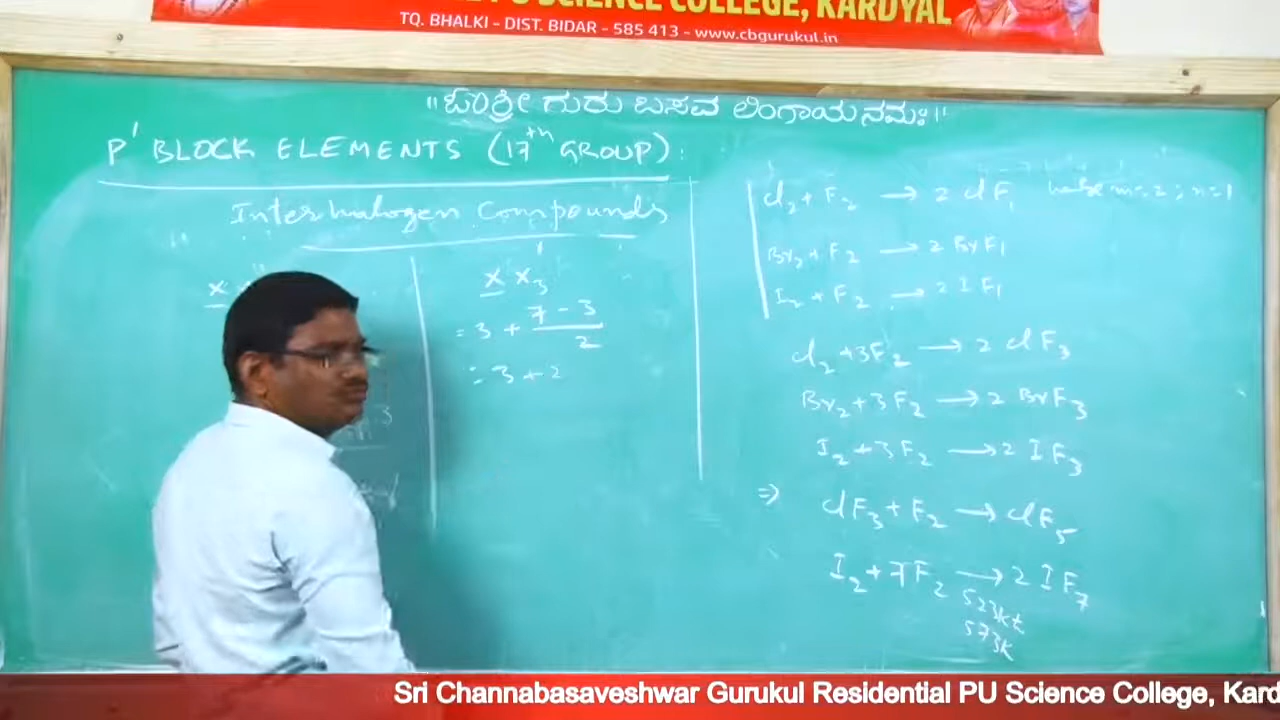 PU SCIENCE COLLEGE, KARDYAL
TQ. BHALKI - DIST. BIDAR - 585 413 - www.cbgurukul.in
"ಓಂಶ್ರೀ ಗುರು ಬಸವ ಲಿಂಗಾಯನಮಃ"
P' BLOCK ELEMENTS (17th GROUP):
Interhalogen Compounds
X
X X3
= 3 + 7 - 3 / 2
= 3 + 2
Cl2 + F2 → 2 ClF1 m = 2 ; n = 1
Br2 + F2 → 2 BrF1
I2 + F2 → 2 IF1
Cl2 + 3F2 → 2 ClF3
Br2 + 3F2 → 2 BrF3
I2 + 3F2 → 2 IF3
⇒ ClF3 + F2 → ClF5
I2 + 7F2 → 2 IF7
523k
573k
Sri Channabasaveshwar Gurukul Residential PU Science College, Kard